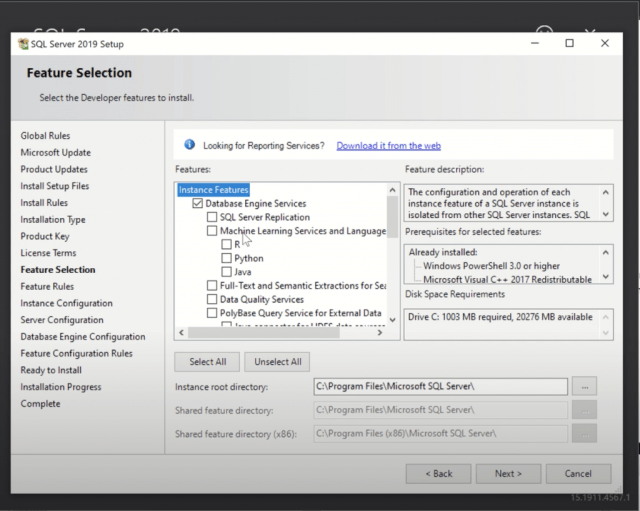 SQL Server 2019
SQL Server 2019 Setup
Feature Selection
Select the Developer features to install.
Global Rules
Microsoft Update
Product Updates
Install Setup Files
Install Rules
Installation Type
Product Key
License Terms
Feature Selection
Feature Rules
Instance Configuration
Server Configuration
Database Engine Configuration
Feature Configuration Rules
Ready to Install
Installation Progress
Complete
Looking for Reporting Services? Download it from the web
Features:
Instance Features
Database Engine Services
SQL Server Replication
Machine Learning Services and Language
R
Python
Java
Full-Text and Semantic Extractions for Sea
Data Quality Services
PolyBase Query Service for External Data
Java connector for HDFS data sources
Feature description:
The configuration and operation of each
instance feature of a SQL Server instance is
isolated from other SQL Server instances. SQL
Prerequisites for selected features:
Already installed:
Windows PowerShell 3.0 or higher
Microsoft Visual C++ 2017 Redistributable
Disk Space Requirements
Drive C: 1003 MB required, 20276 MB available
Select All
Unselect All
Instance root directory:
C:\Program Files\Microsoft SQL Server\
...
Shared feature directory:
C:\Program Files\Microsoft SQL Server\
...
Shared feature directory (x86):
C:\Program Files (x86)\Microsoft SQL Server\
...
< Back
Next >
Cancel
15.1911.4567.1